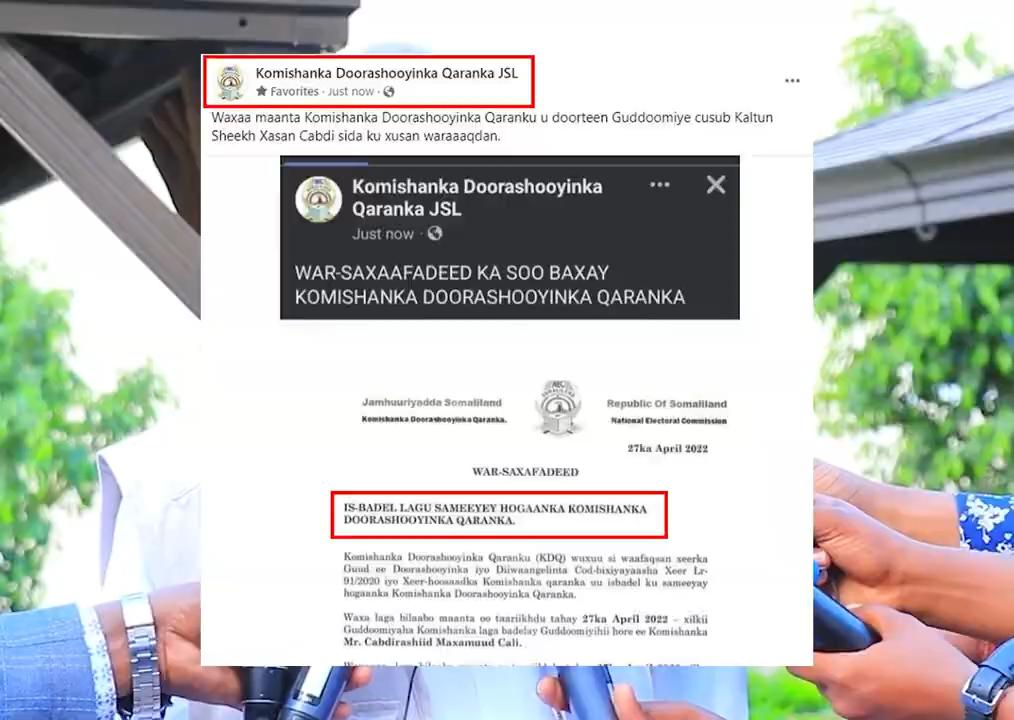 Komishanka Doorashooyinka Qaranka JSL
Favorites · Just now ·
Waxaa maanta Komishanka Doorashooyinka Qaranku u doorteen Guddoomiye cusub Kaltun
Sheekh Xasan Cabdi sida ku xusan waraaaqdan.
Komishanka Doorashooyinka
Qaranka JSL
Just now ·
WAR-SAXAAFADEED KA SOO BAXAY
KOMISHANKA DOORASHOOYINKA QARANKA
Jamhuuriyadda Somaliland
Komishanka Doorashooyinka Qaranka.
Republic Of Somaliland
National Electoral Commission
27ka April 2022
WAR-SAXAFADEED
IS-BADEL LAGU SAMEEYEY HOGAANKA KOMISHANKA
DOORASHOOYINKA QARANKA.
Komishanka Doorashooyinka Qaranku (KDQ) wuxuu si waafaqsan xeerka
Guud ee Doorashooyinka iyo Diiwaangelinta Cod-bixiyayaasha Xeer Lr-
91/2020 iyo Xeer-hoosaadka Komishanka qaranka uu isbadel ku sameeyay
hogaanka Komishanka Doorashooyinka Qaranka.
Waxa laga bilaabo maanta oo taariikhdu tahay 27ka April 2022 – xilkii
Guddoomiyaha Komishanka laga badelay Guddoomiyihii hore ee Komishanka
Mr. Cabdirashiid Maxamuud Cali.